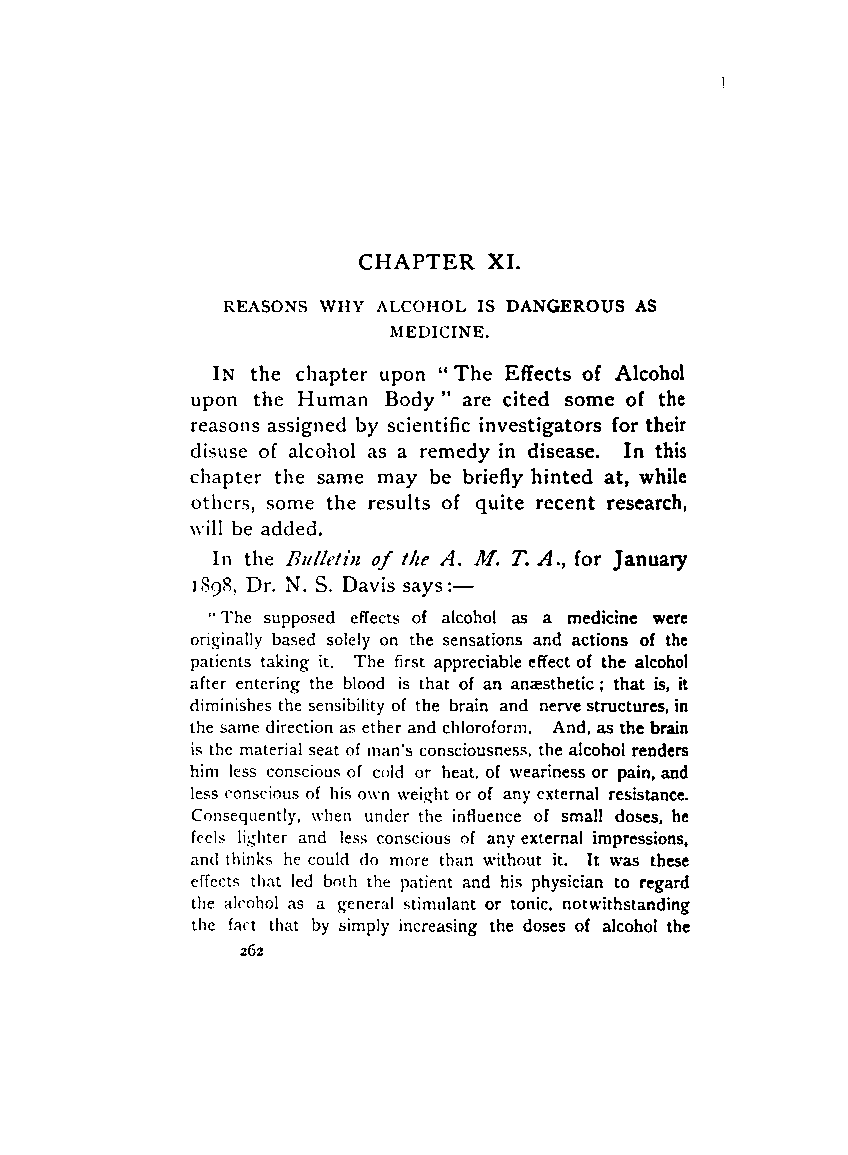 CHAPTER XI.
REASONS WHY ALCOHOL IS DANGEROUS AS
MEDICINE.
IN the chapter upon " The Effects of Alcohol
upon the Human Body " are cited some of the
reasons assigned by scientific investigators for their
disuse of alcohol as a remedy in disease. In this
chapter the same may be briefly hinted at, while
others, some the results of quite recent research,
will be added.
In the Bulletin of the A. M. T. A., for January
1898, Dr. N. S. Davis says :—
" The supposed effects of alcohol as a medicine were
originally based solely on the sensations and actions of the
patients taking it. The first appreciable effect of the alcohol
after entering the blood is that of an anæsthetic ; that is, it
diminishes the sensibility of the brain and nerve structures, in
the same direction as ether and chloroform. And, as the brain
is the material seat of man's consciousness, the alcohol renders
him less conscious of cold or heat, of weariness or pain, and
less conscious of his own weight or of any external resistance.
Consequently, when under the influence of small doses, he
feels lighter and less conscious of any external impressions,
and thinks he could do more than without it. It was these
effects that led both the patient and his physician to regard
the alcohol as a general stimulant or tonic, notwithstanding
the fact that by simply increasing the doses of alcohol the
262